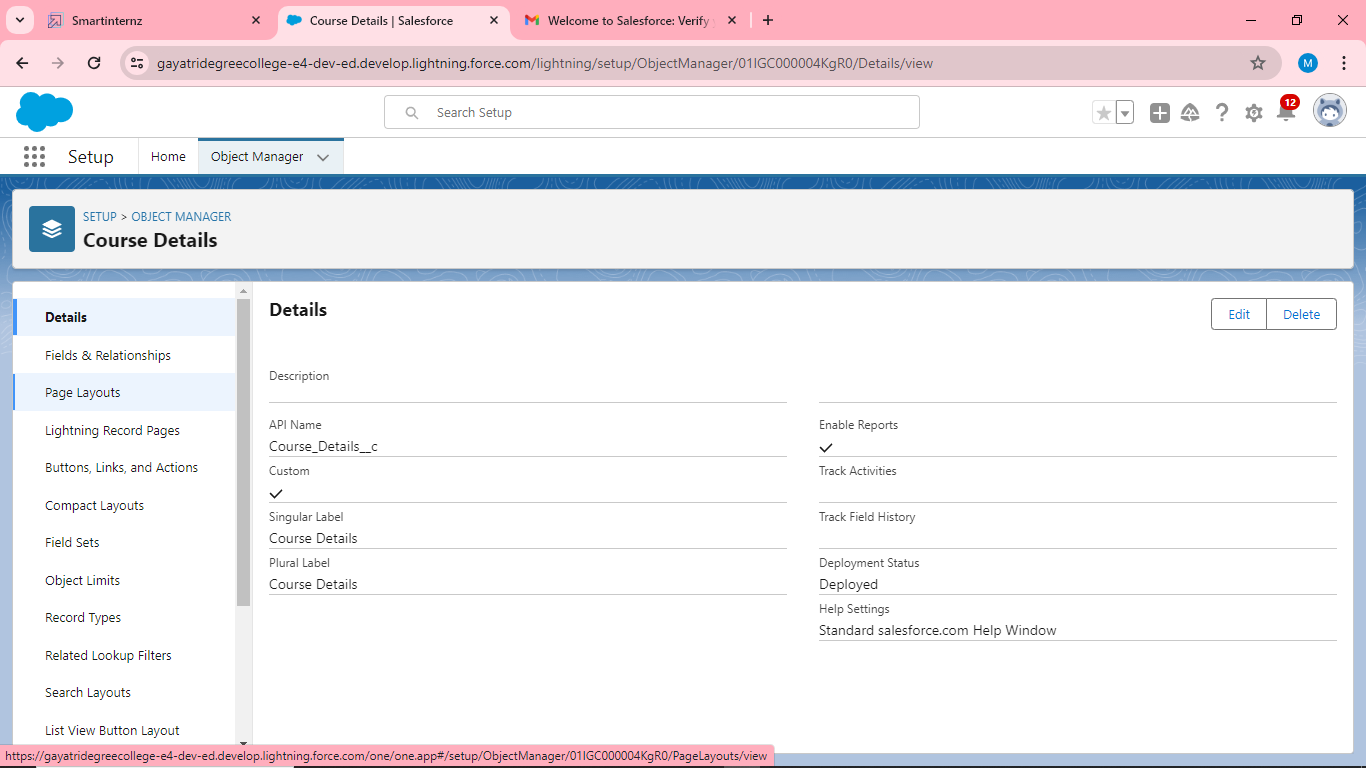 Smartinternz
Course Details | Salesforce
Welcome to Salesforce: Verify
gayatridegreecollege-e4-dev-ed.develop.lightning.force.com/lightning/setup/ObjectManager/01IGC000004KgR0/Details/view
M
Search Setup
12
Setup
Home
Object Manager
SETUP > OBJECT MANAGER
Course Details
Details
Fields & Relationships
Page Layouts
Lightning Record Pages
Buttons, Links, and Actions
Compact Layouts
Field Sets
Object Limits
Record Types
Related Lookup Filters
Search Layouts
List View Button Layout
Details
Edit
Delete
Description
API Name
Course_Details__c
Custom
Singular Label
Course Details
Plural Label
Course Details
Enable Reports
Track Activities
Track Field History
Deployment Status
Deployed
Help Settings
Standard salesforce.com Help Window
https://gayatridegreecollege-e4-dev-ed.develop.lightning.force.com/one/one.app#/setup/ObjectManager/01IGC000004KgR0/PageLayouts/view